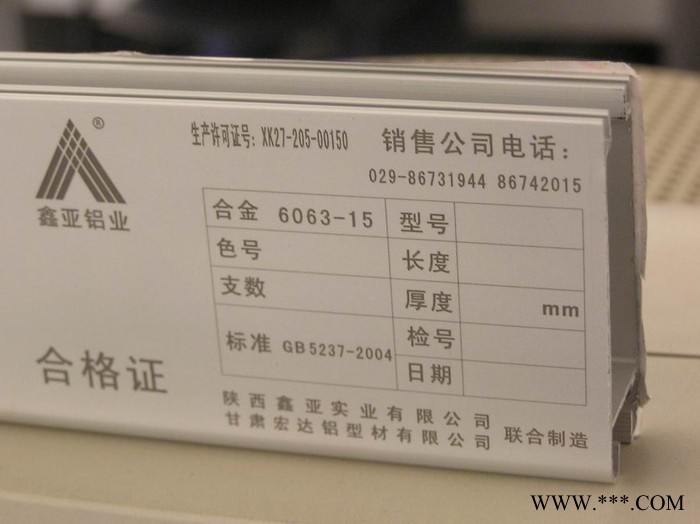 ®
鑫亚铝业
合格证
生产许可证号：XK27-205-00150
销售公司电话：
029-86731944 86742015
合金 6063-15 型号
色号 长度
支数 厚度 mm
标准 GB5237-2004 检号
日期
陕西鑫亚实业有限公司
甘肃宏达铝型材有限公司 联合制造
WWW.***.COM